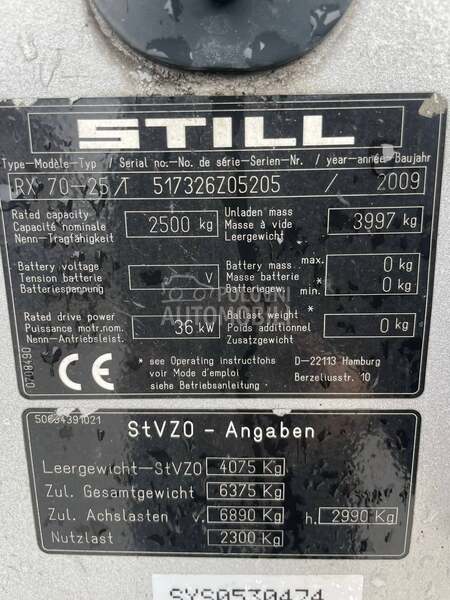 STILL
Type-Modèle-Typ / Serial no.-No. de série-Serien-Nr. / year-année-Baujahr
RX 70-25/T 517326Z05205 / 2009
Rated capacity
Capacité nominale
Nenn-Tragfähigkeit
2500 kg
Unladen mass
Masse à vide
Leergewicht
3997 kg
Battery voltage
Tension batterie
Batteriespannung
V
Battery mass
Masse batterie
Batteriegew.
max. 0 kg
min. * 0 kg
Rated drive power
Puissance motr.nom.
Nenn-Antriebsleist.
36 kW
Ballast weight *
Poids additionnel
Zusatzgewicht
0 kg
POLOVNI
AUTOMOBILI
CE
* see Operating instructions
voir Mode d'emploi
siehe Betriebsanleitung
D-22113 Hamburg
Berzeliusstr. 10
50634391021
StVZO - Angaben
Leergewicht-StVZO 4075 Kg
Zul. Gesamtgewicht 6375 Kg
Zul. Achslasten v. 6890 Kg h. 2990 Kg
Nutzlast 2300 Kg
SYS0530474